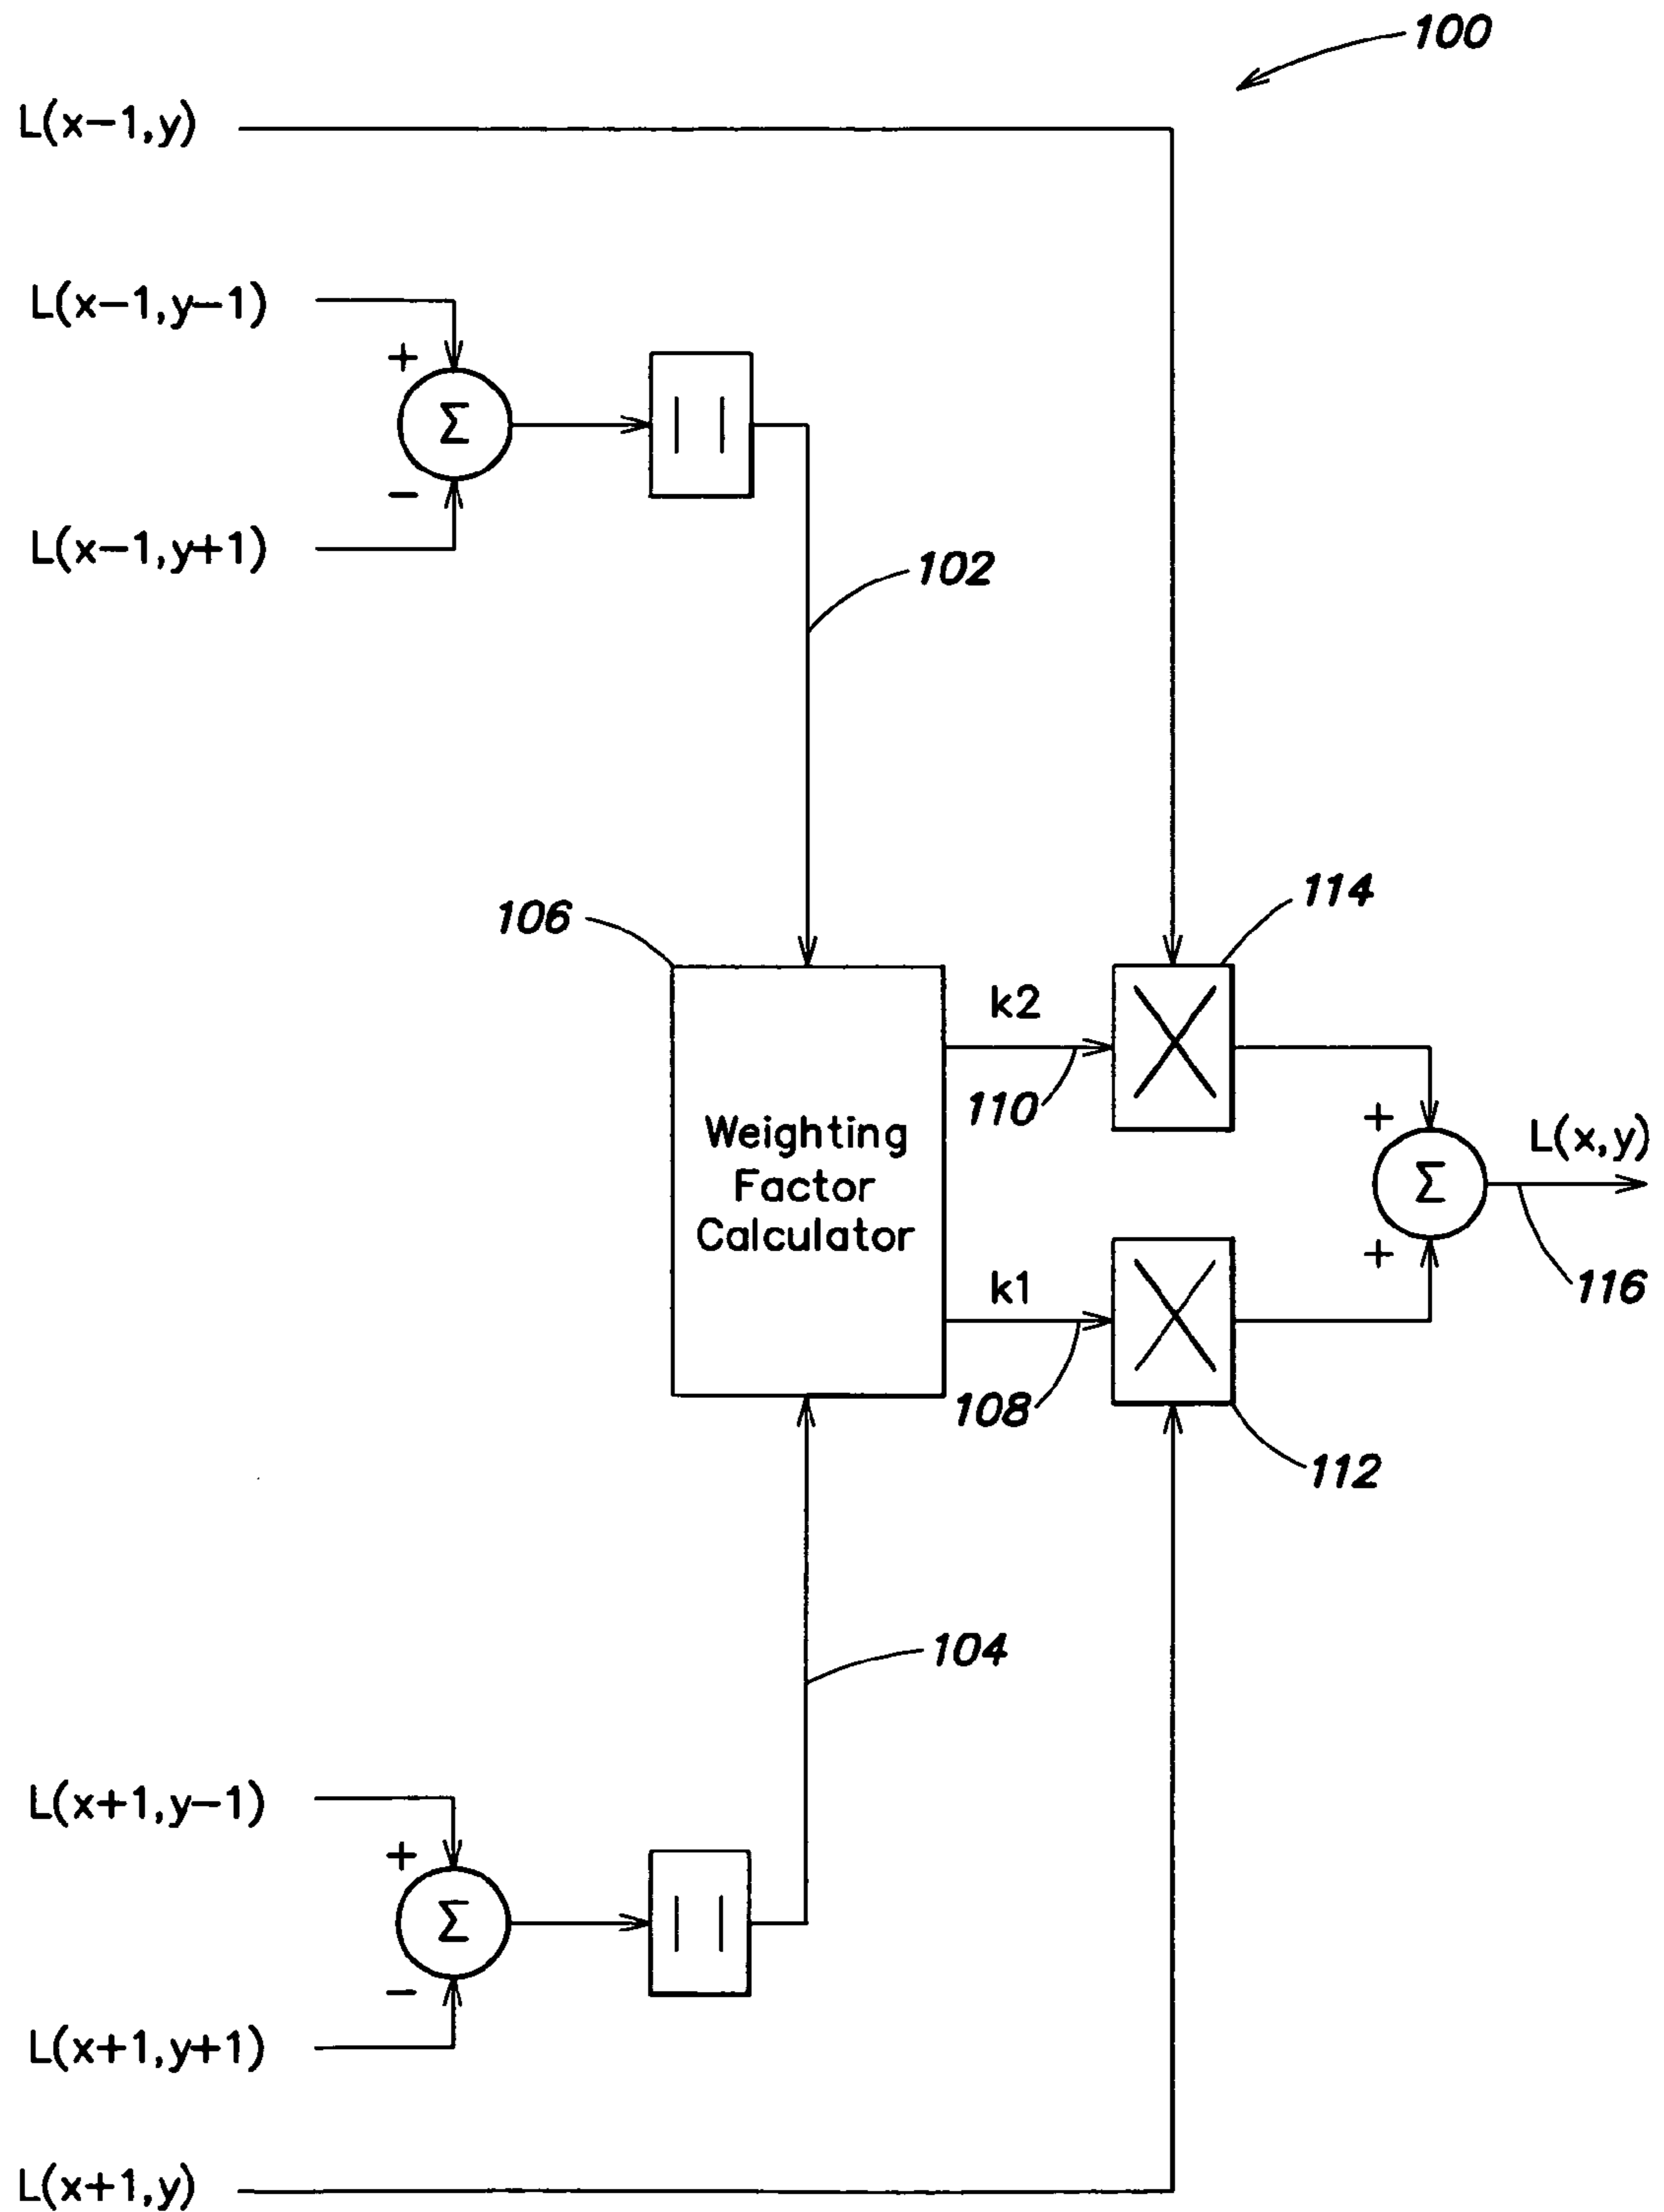 100
L(x−1,y)
L(x−1,y−1)
+
Σ
| |
−
L(x−1,y+1)
102
106
114
k2
110
Weighting
Factor
Calculator
+
L(x,y)
Σ
+
116
k1
108
112
104
L(x+1,y−1)
+
Σ
| |
−
L(x+1,y+1)
L(x+1,y)